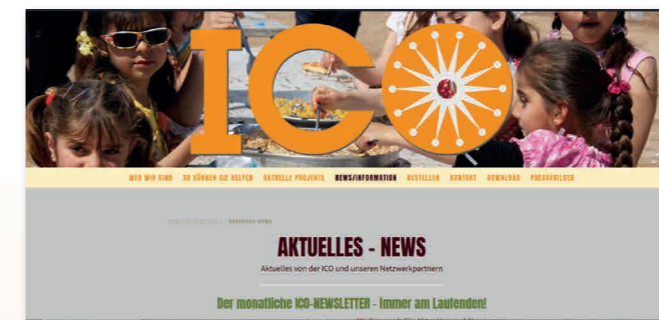 ICO
WER WIR SIND SO KÖNNEN SIE HELFEN AKTUELLE PROJEKTE NEWS/INFORMATION BESTELLEN KONTAKT DOWNLOAD PRESSEBILDER
AKTUELLES - NEWS
Aktuelles von der ICO und unseren Netzwerkpartnern
Der monatliche ICO-NEWSLETTER - Immer am Laufenden!